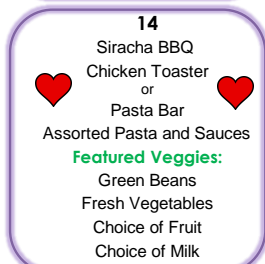 14
Siracha BBQ
Chicken Toaster
or
Pasta Bar
Assorted Pasta and Sauces
Featured Veggies:
Green Beans
Fresh Vegetables
Choice of Fruit
Choice of Milk